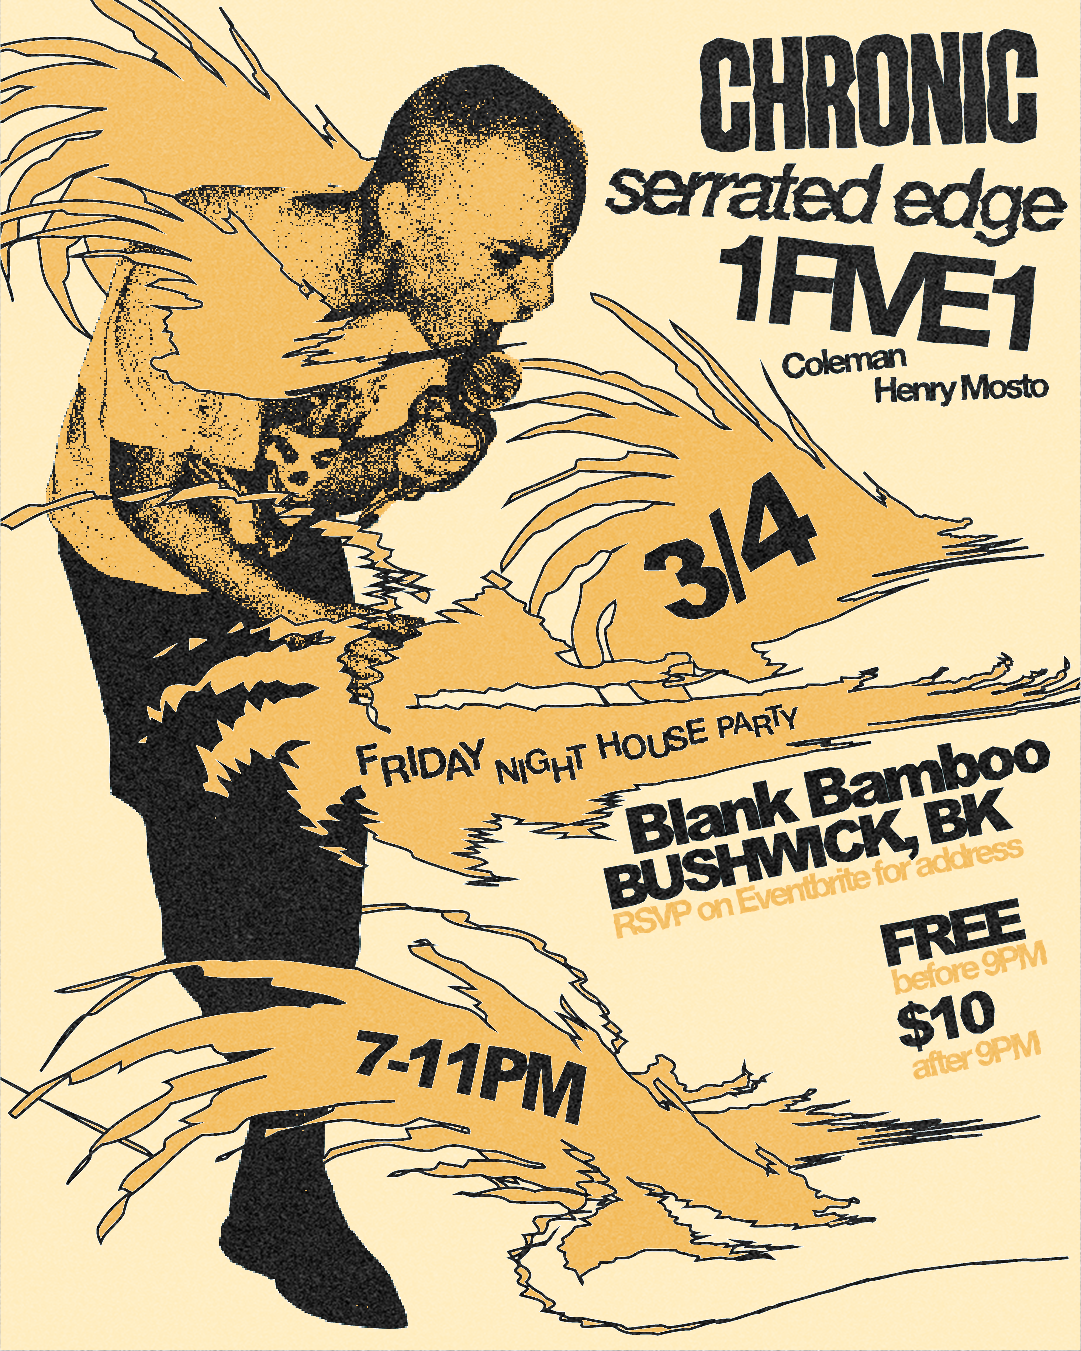 CHRONIC
serrated edge
1FIVE1
Coleman
Henry Mosto
3/4
FRIDAY NIGHT HOUSE PARTY
Blank Bamboo
BUSHWICK, BK
RSVP on Eventbrite for address
FREE
before 9PM
$10
after 9PM
7-11PM